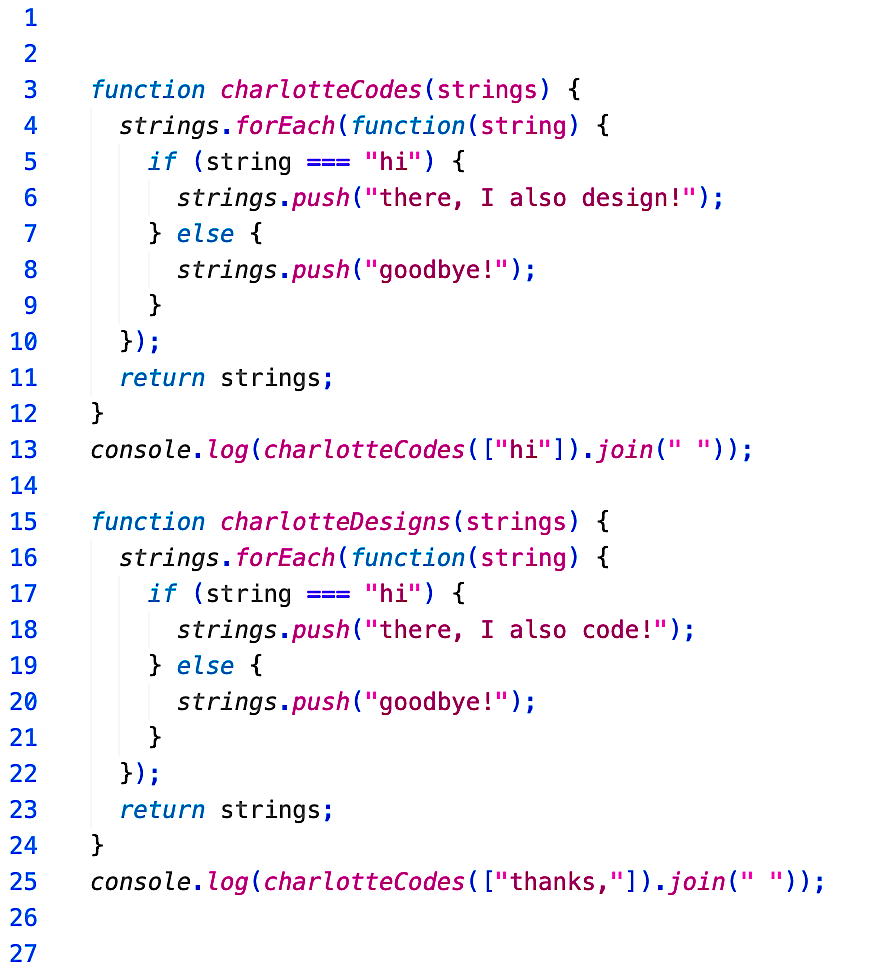 1
2
3 function charlotteCodes(strings) {
4 strings.forEach(function(string) {
5 if (string === "hi") {
6 strings.push("there, I also design!");
7 } else {
8 strings.push("goodbye!");
9 }
10 });
11 return strings;
12 }
13 console.log(charlotteCodes(["hi"]).join(" "));
14
15 function charlotteDesigns(strings) {
16 strings.forEach(function(string) {
17 if (string === "hi") {
18 strings.push("there, I also code!");
19 } else {
20 strings.push("goodbye!");
21 }
22 });
23 return strings;
24 }
25 console.log(charlotteCodes(["thanks,"]).join(" "));
26
27